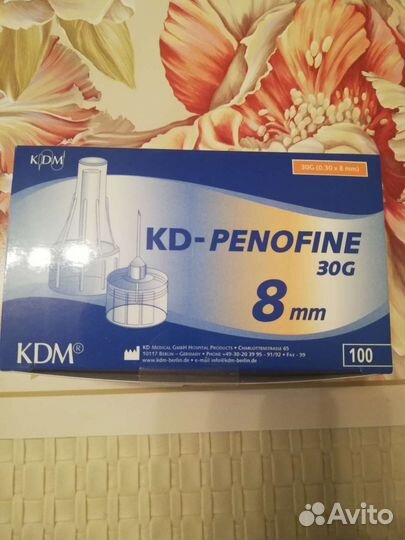 KDM
30G (0.30 x 8 mm)
KD-PENOFINE
30G
8 mm
KDM®
KD MEDICAL GMBH HOSPITAL PRODUCTS • CHARLOTTENSTRASSE 65
10117 BERLIN – GERMANY • PHONE +49-30-20 39 95 - 91/92 • FAX - 99
www.kdm-berlin.de • e-mail info@kdm-berlin.de
100
Avito